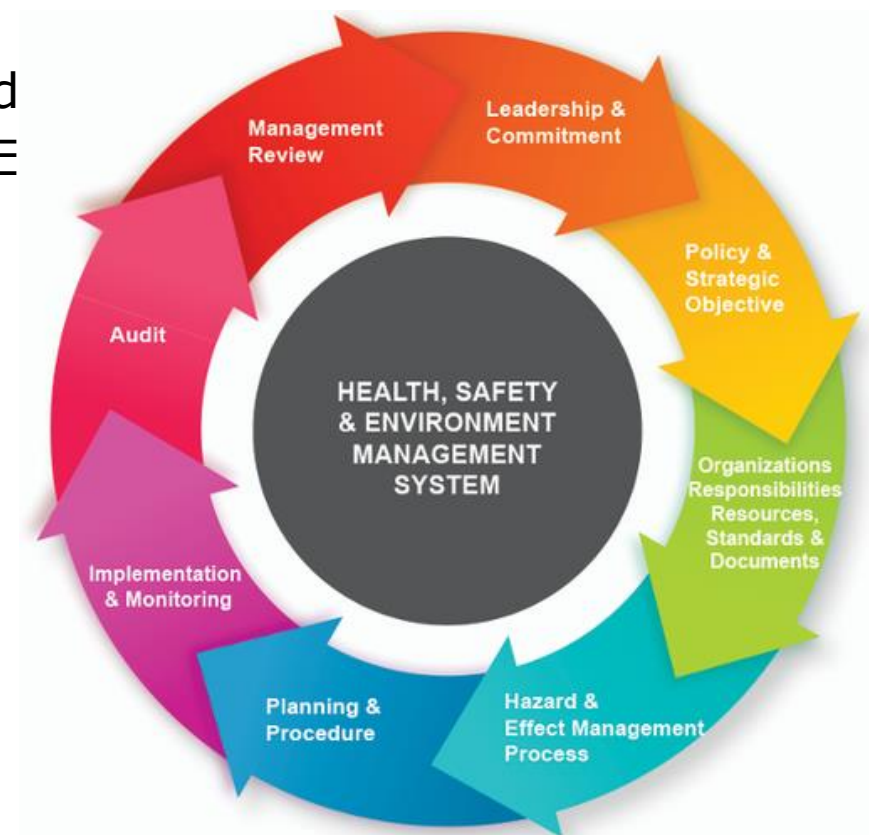 d
E
Leadership &
Commitment
Policy &
Strategic
Objective
Organizations
Responsibilities
Resources,
Standards &
Documents
Hazard &
Effect Management
Process
Planning &
Procedure
Implementation
& Monitoring
Audit
Management
Review
HEALTH, SAFETY
& ENVIRONMENT
MANAGEMENT
SYSTEM